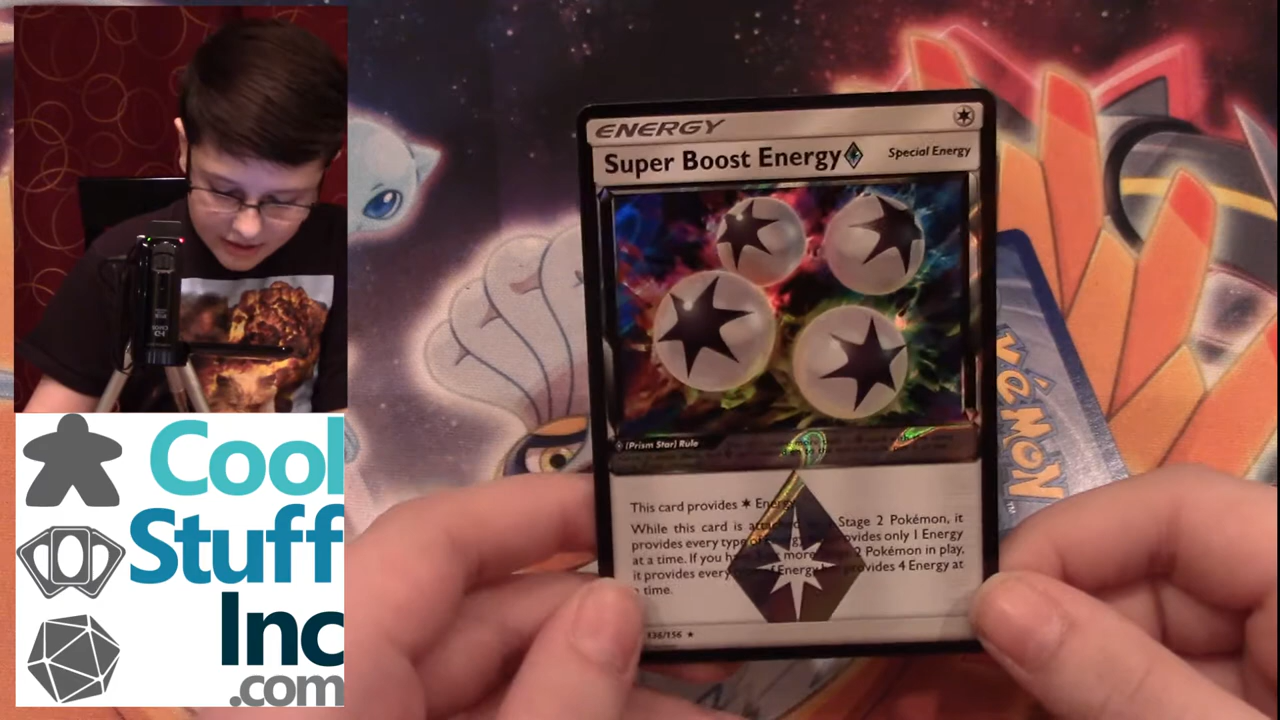 ENERGY
Super Boost Energy
Special Energy
(Prism Star) Rule
This card provides Energy.
While this card is Stage 2 Pokémon, it
provides every type of provides only 1 Energy
at a time. If you more 2 Pokémon in play,
it provides every Energy provides 4 Energy at
a time.
136/156
POKéMON
Cool
Stuff
Inc
.com